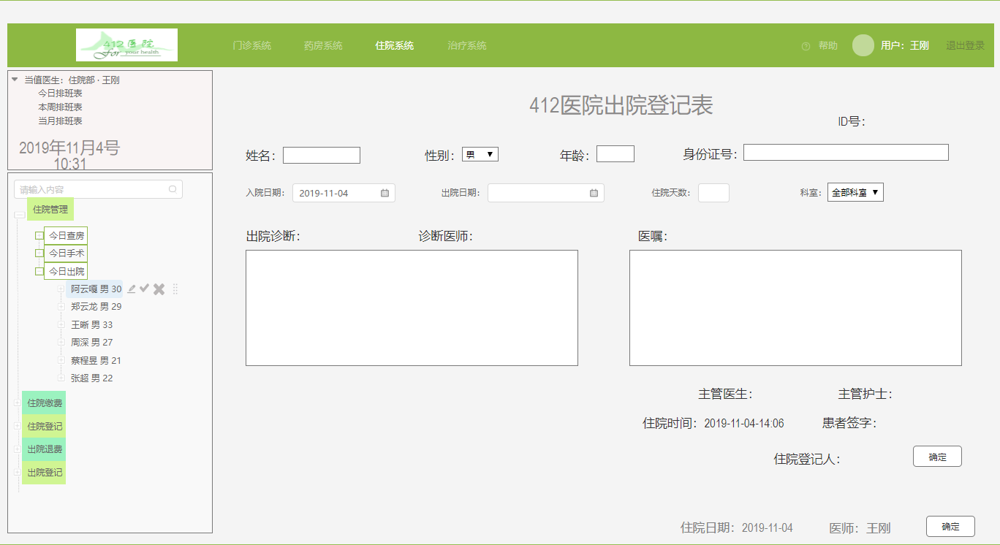 412 医院
For your health
门诊系统 药房系统 住院系统 治疗系统 帮助 用户：王刚 退出登录
当值医生：住院部 · 王刚
今日排班表
本周排班表
当月排班表
2019年11月4号
10:31
请输入内容
住院管理
今日查房
今日手术
今日出院
阿云嘎 男 30
郑云龙 男 29
王晰 男 33
周深 男 27
蔡程昱 男 21
张超 男 22
住院缴费
住院登记
出院退费
出院登记
412医院出院登记表
ID号：
姓名： 性别： 男 年龄： 身份证号：
入院日期： 2019-11-04 出院日期： 住院天数： 科室： 全部科室
出院诊断： 诊断医师： 医嘱：
主管医生： 主管护士：
住院时间：2019-11-04-14:06 患者签字：
住院登记人： 确定
住院日期：2019-11-04 医师：王刚 确定